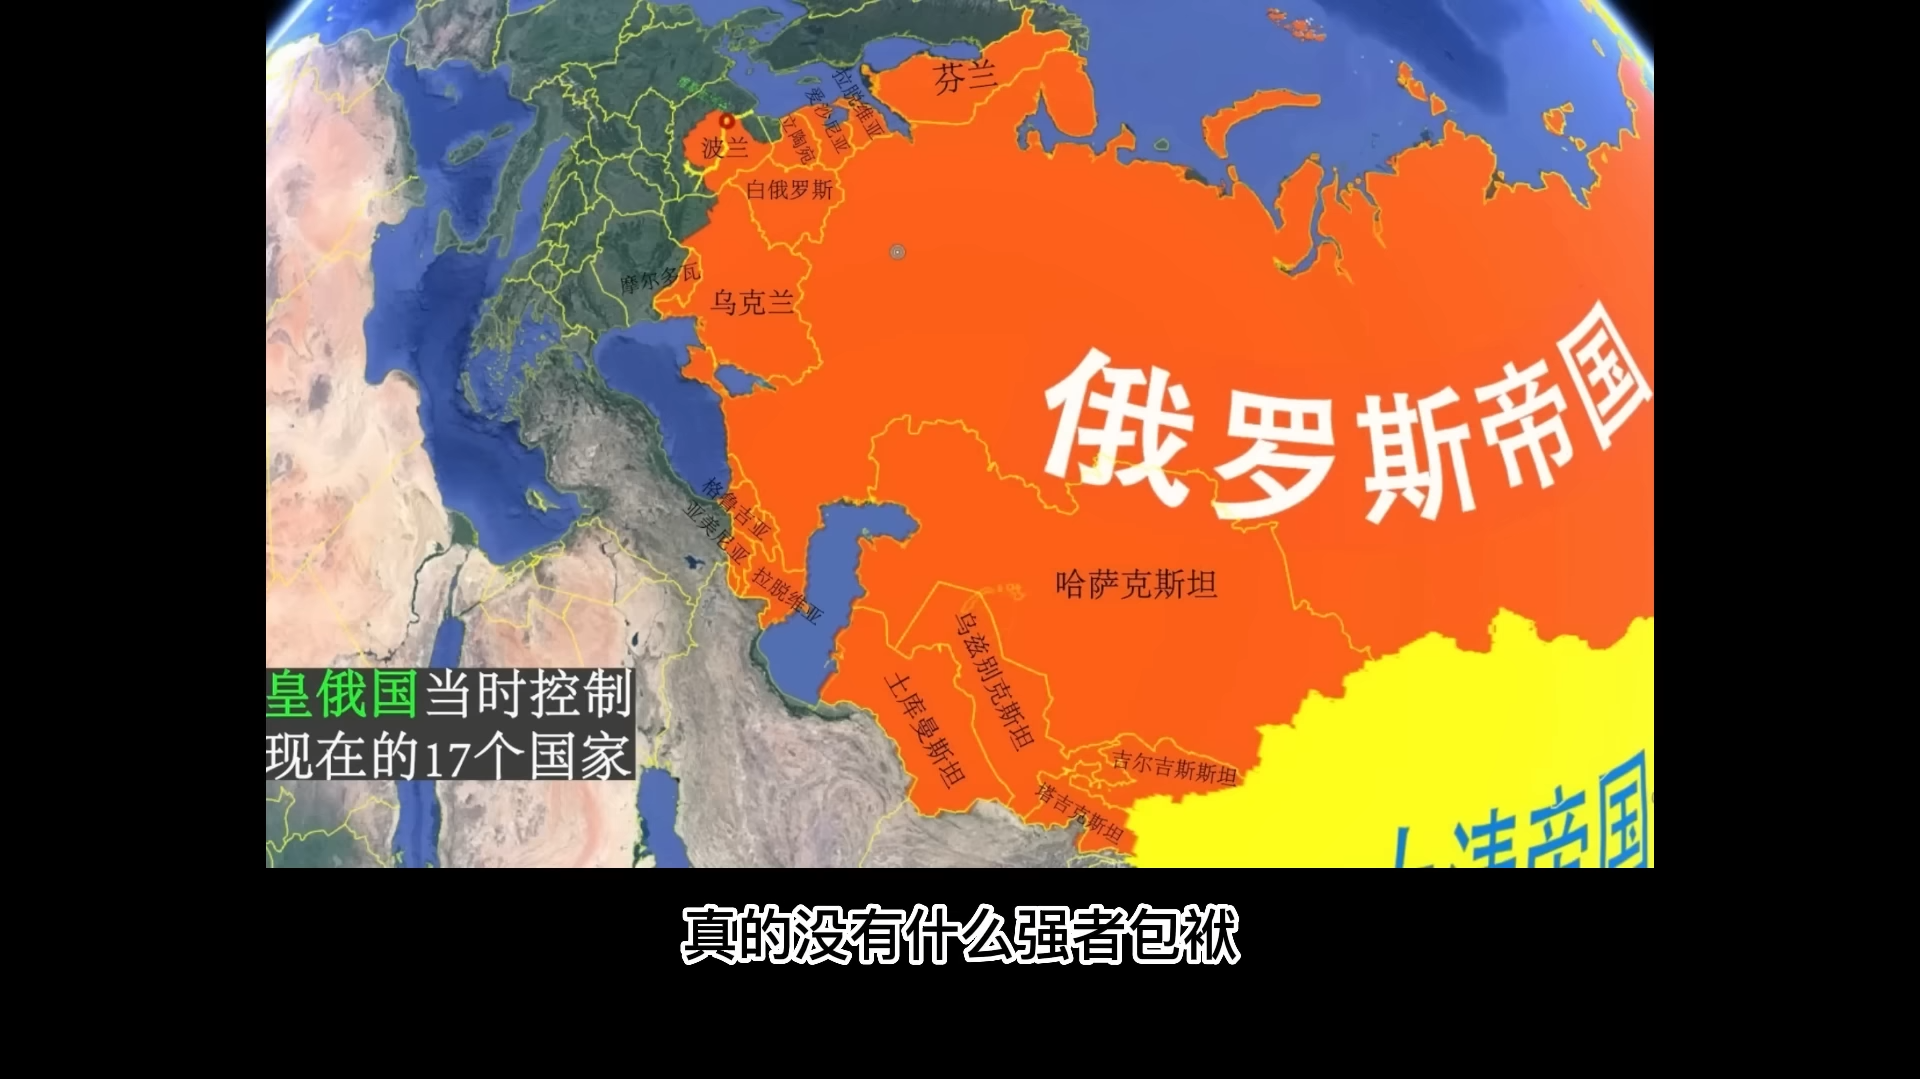 芬兰
拉脱维亚
爱沙尼亚
立陶宛
波兰
白俄罗斯
摩尔多瓦
乌克兰
俄罗斯帝国
格鲁吉亚
亚美尼亚
拉脱维亚
哈萨克斯坦
乌兹别克斯坦
土库曼斯坦
吉尔吉斯斯坦
塔吉克斯坦
皇俄国当时控制
现在的17个国家
大清帝国
真的没有什么强者包袱